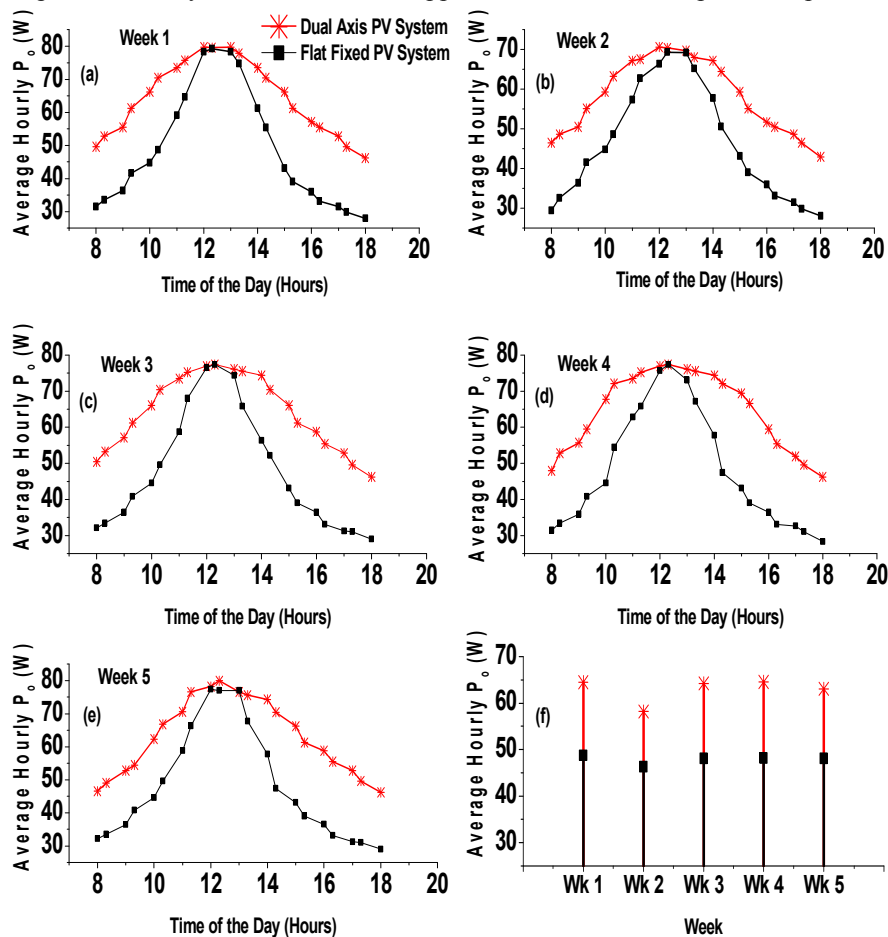 Dual Axis PV System
Flat Fixed PV System
Week 1
(a)
Average Hourly Po (W)
80
70
60
50
40
30
8 10 12 14 16 18 20
Time of the Day (Hours)
Week 2
(b)
Average Hourly Po (W)
70
60
50
40
30
8 10 12 14 16 18 20
Time of the Day (Hours)
Week 3
(c)
Average Hourly Po (W)
80
70
60
50
40
30
8 10 12 14 16 18 20
Time of the Day (Hours)
Week 4
(d)
Average Hourly Po (W)
80
70
60
50
40
30
8 10 12 14 16 18 20
Time of the Day (Hours)
Week 5
(e)
Average Hourly Po (W)
80
70
60
50
40
30
8 10 12 14 16 18 20
Time of the Day (Hours)
(f)
Average Hourly Po (W)
70
60
50
40
30
Wk 1 Wk 2 Wk 3 Wk 4 Wk 5
Week